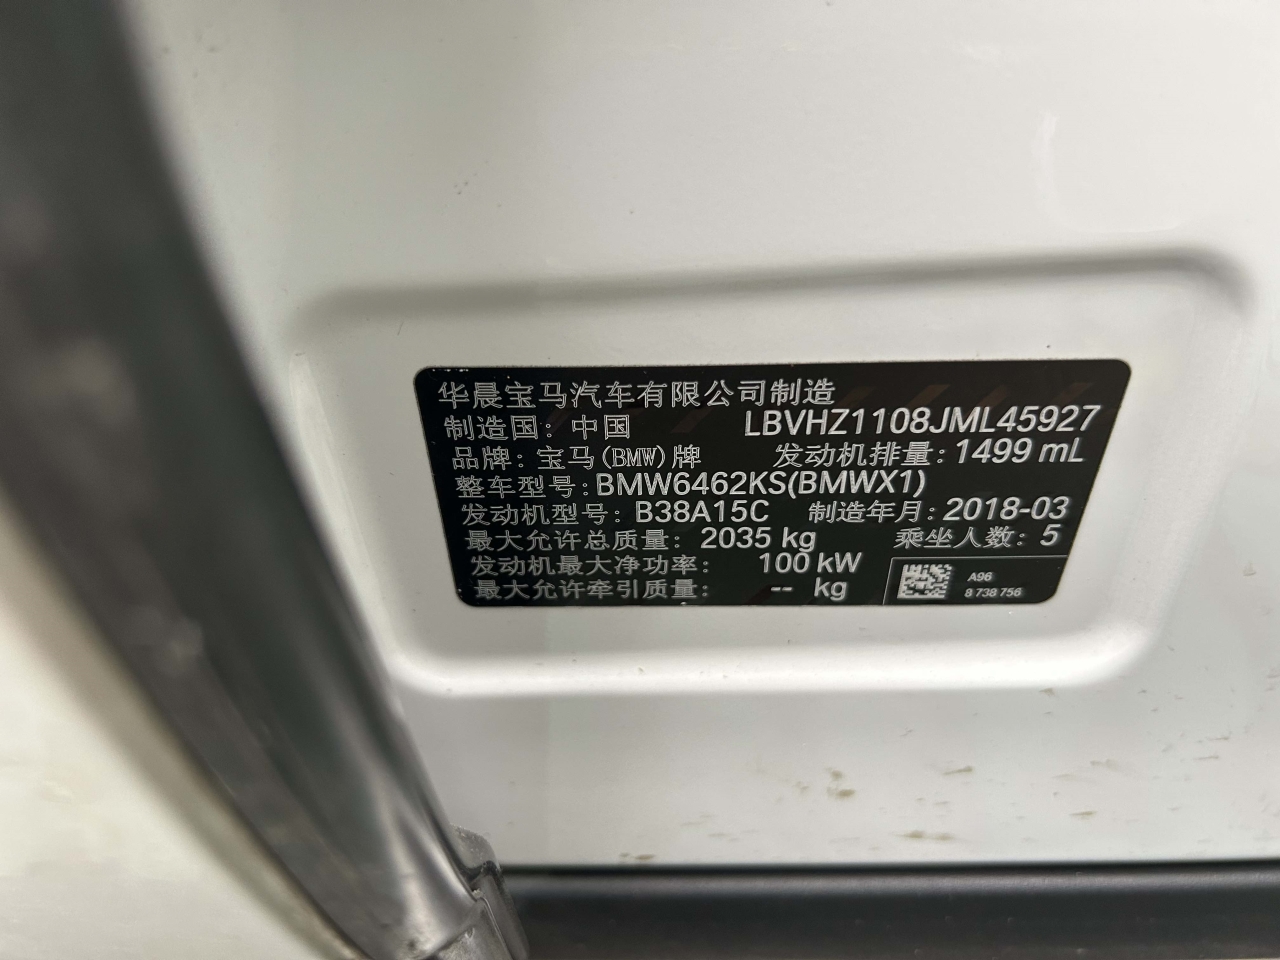 华晨宝马汽车有限公司制造
制造国：中国 LBVHZ1108JML45927
品牌：宝马(BMW)牌 发动机排量：1499 mL
整车型号：BMW6462KS(BMWX1)
发动机型号：B38A15C 制造年月：2018-03
最大允许总质量：2035 kg 乘坐人数：5
发动机最大净功率：100 kW
最大允许牵引质量：-- kg
A96
8 738 756